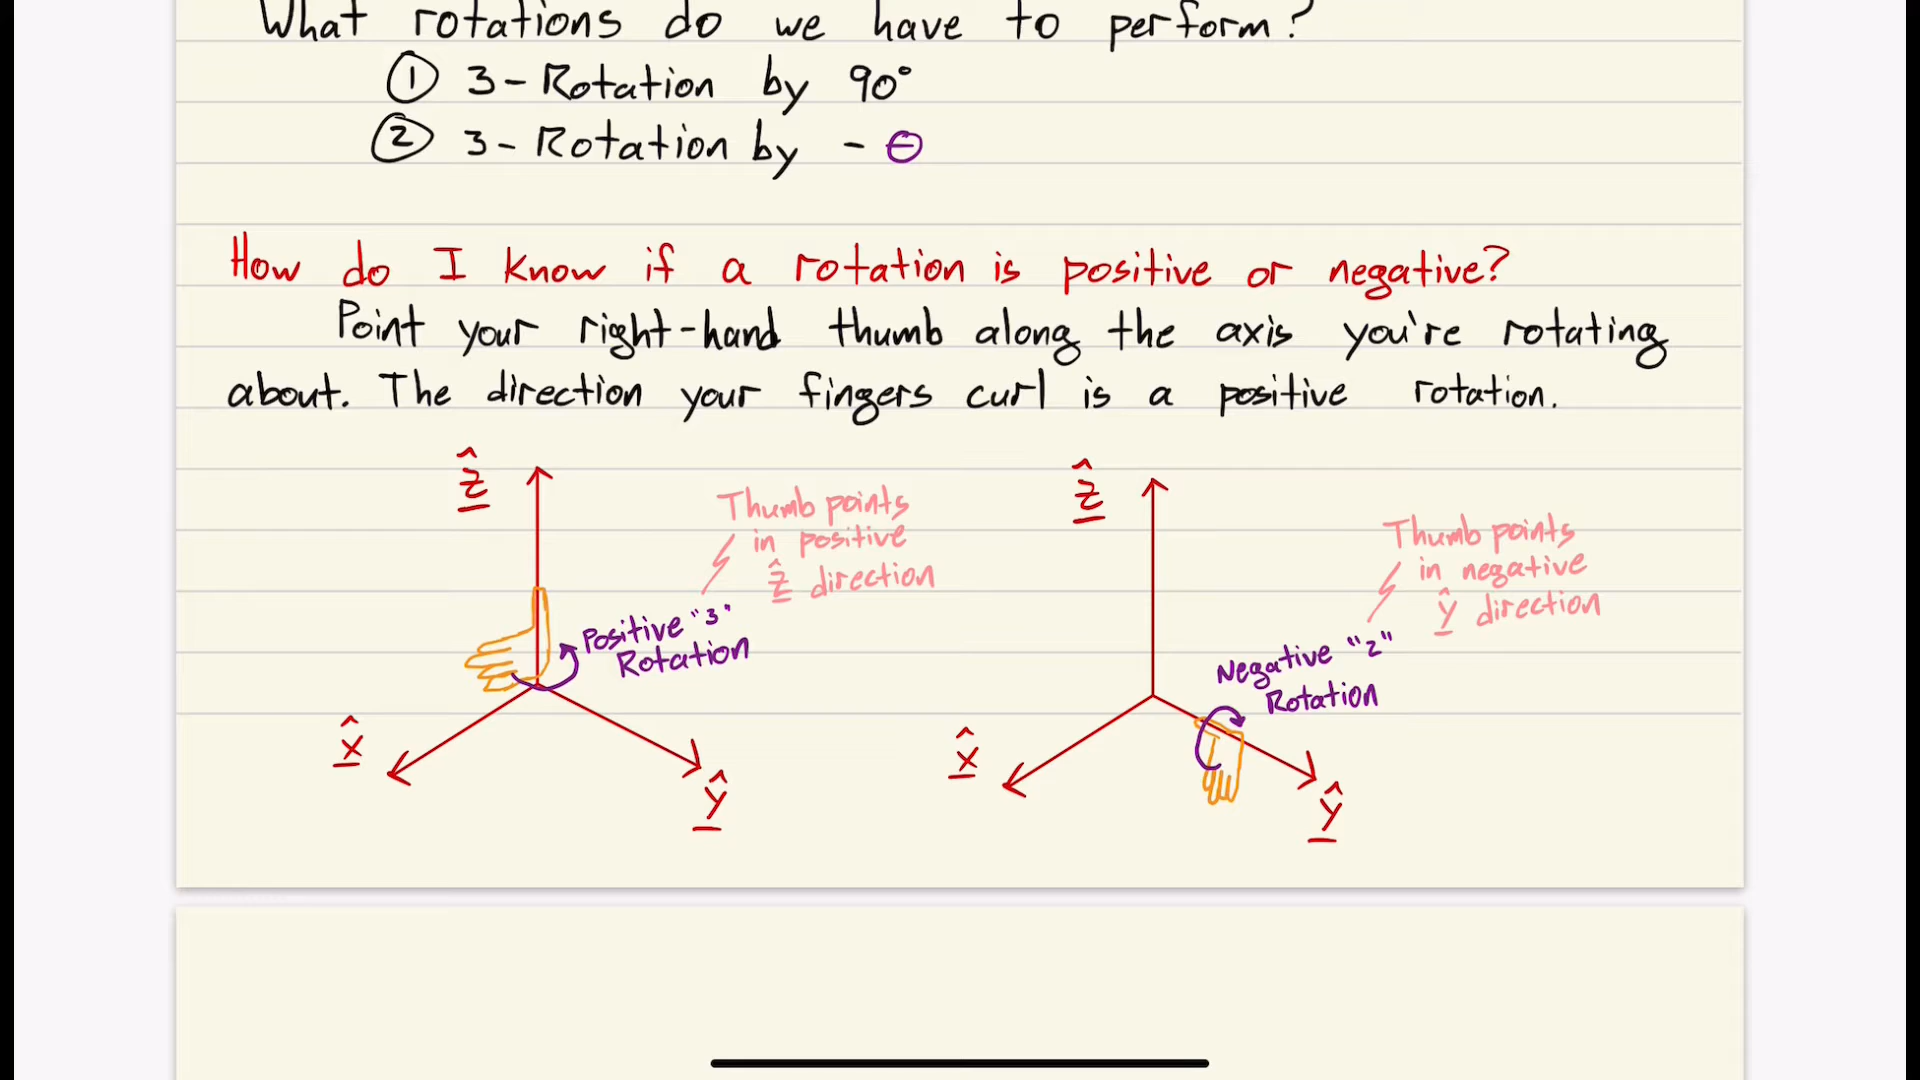 What rotations do we have to perform?
① 3-Rotation by 90°
② 3-Rotation by -θ
How do I know if a rotation is positive or negative?
Point your right-hand thumb along the axis you're rotating
about. The direction your fingers curl is a positive rotation.
ẑ
Thumb points
in positive
ẑ direction
Positive "3"
Rotation
x̂
ŷ
ẑ
Thumb points
in negative
ŷ direction
Negative "2"
Rotation
x̂
ŷ